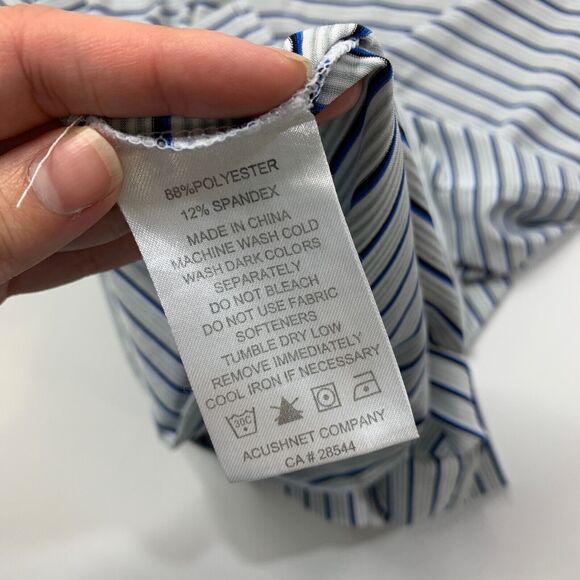 88%POLYESTER
12% SPANDEX
MADE IN CHINA
MACHINE WASH COLD
WASH DARK COLORS
SEPARATELY
DO NOT BLEACH
DO NOT USE FABRIC
SOFTENERS
TUMBLE DRY LOW
REMOVE IMMEDIATELY
COOL IRON IF NECESSARY
30C
ACUSHNET COMPANY
CA # 28544